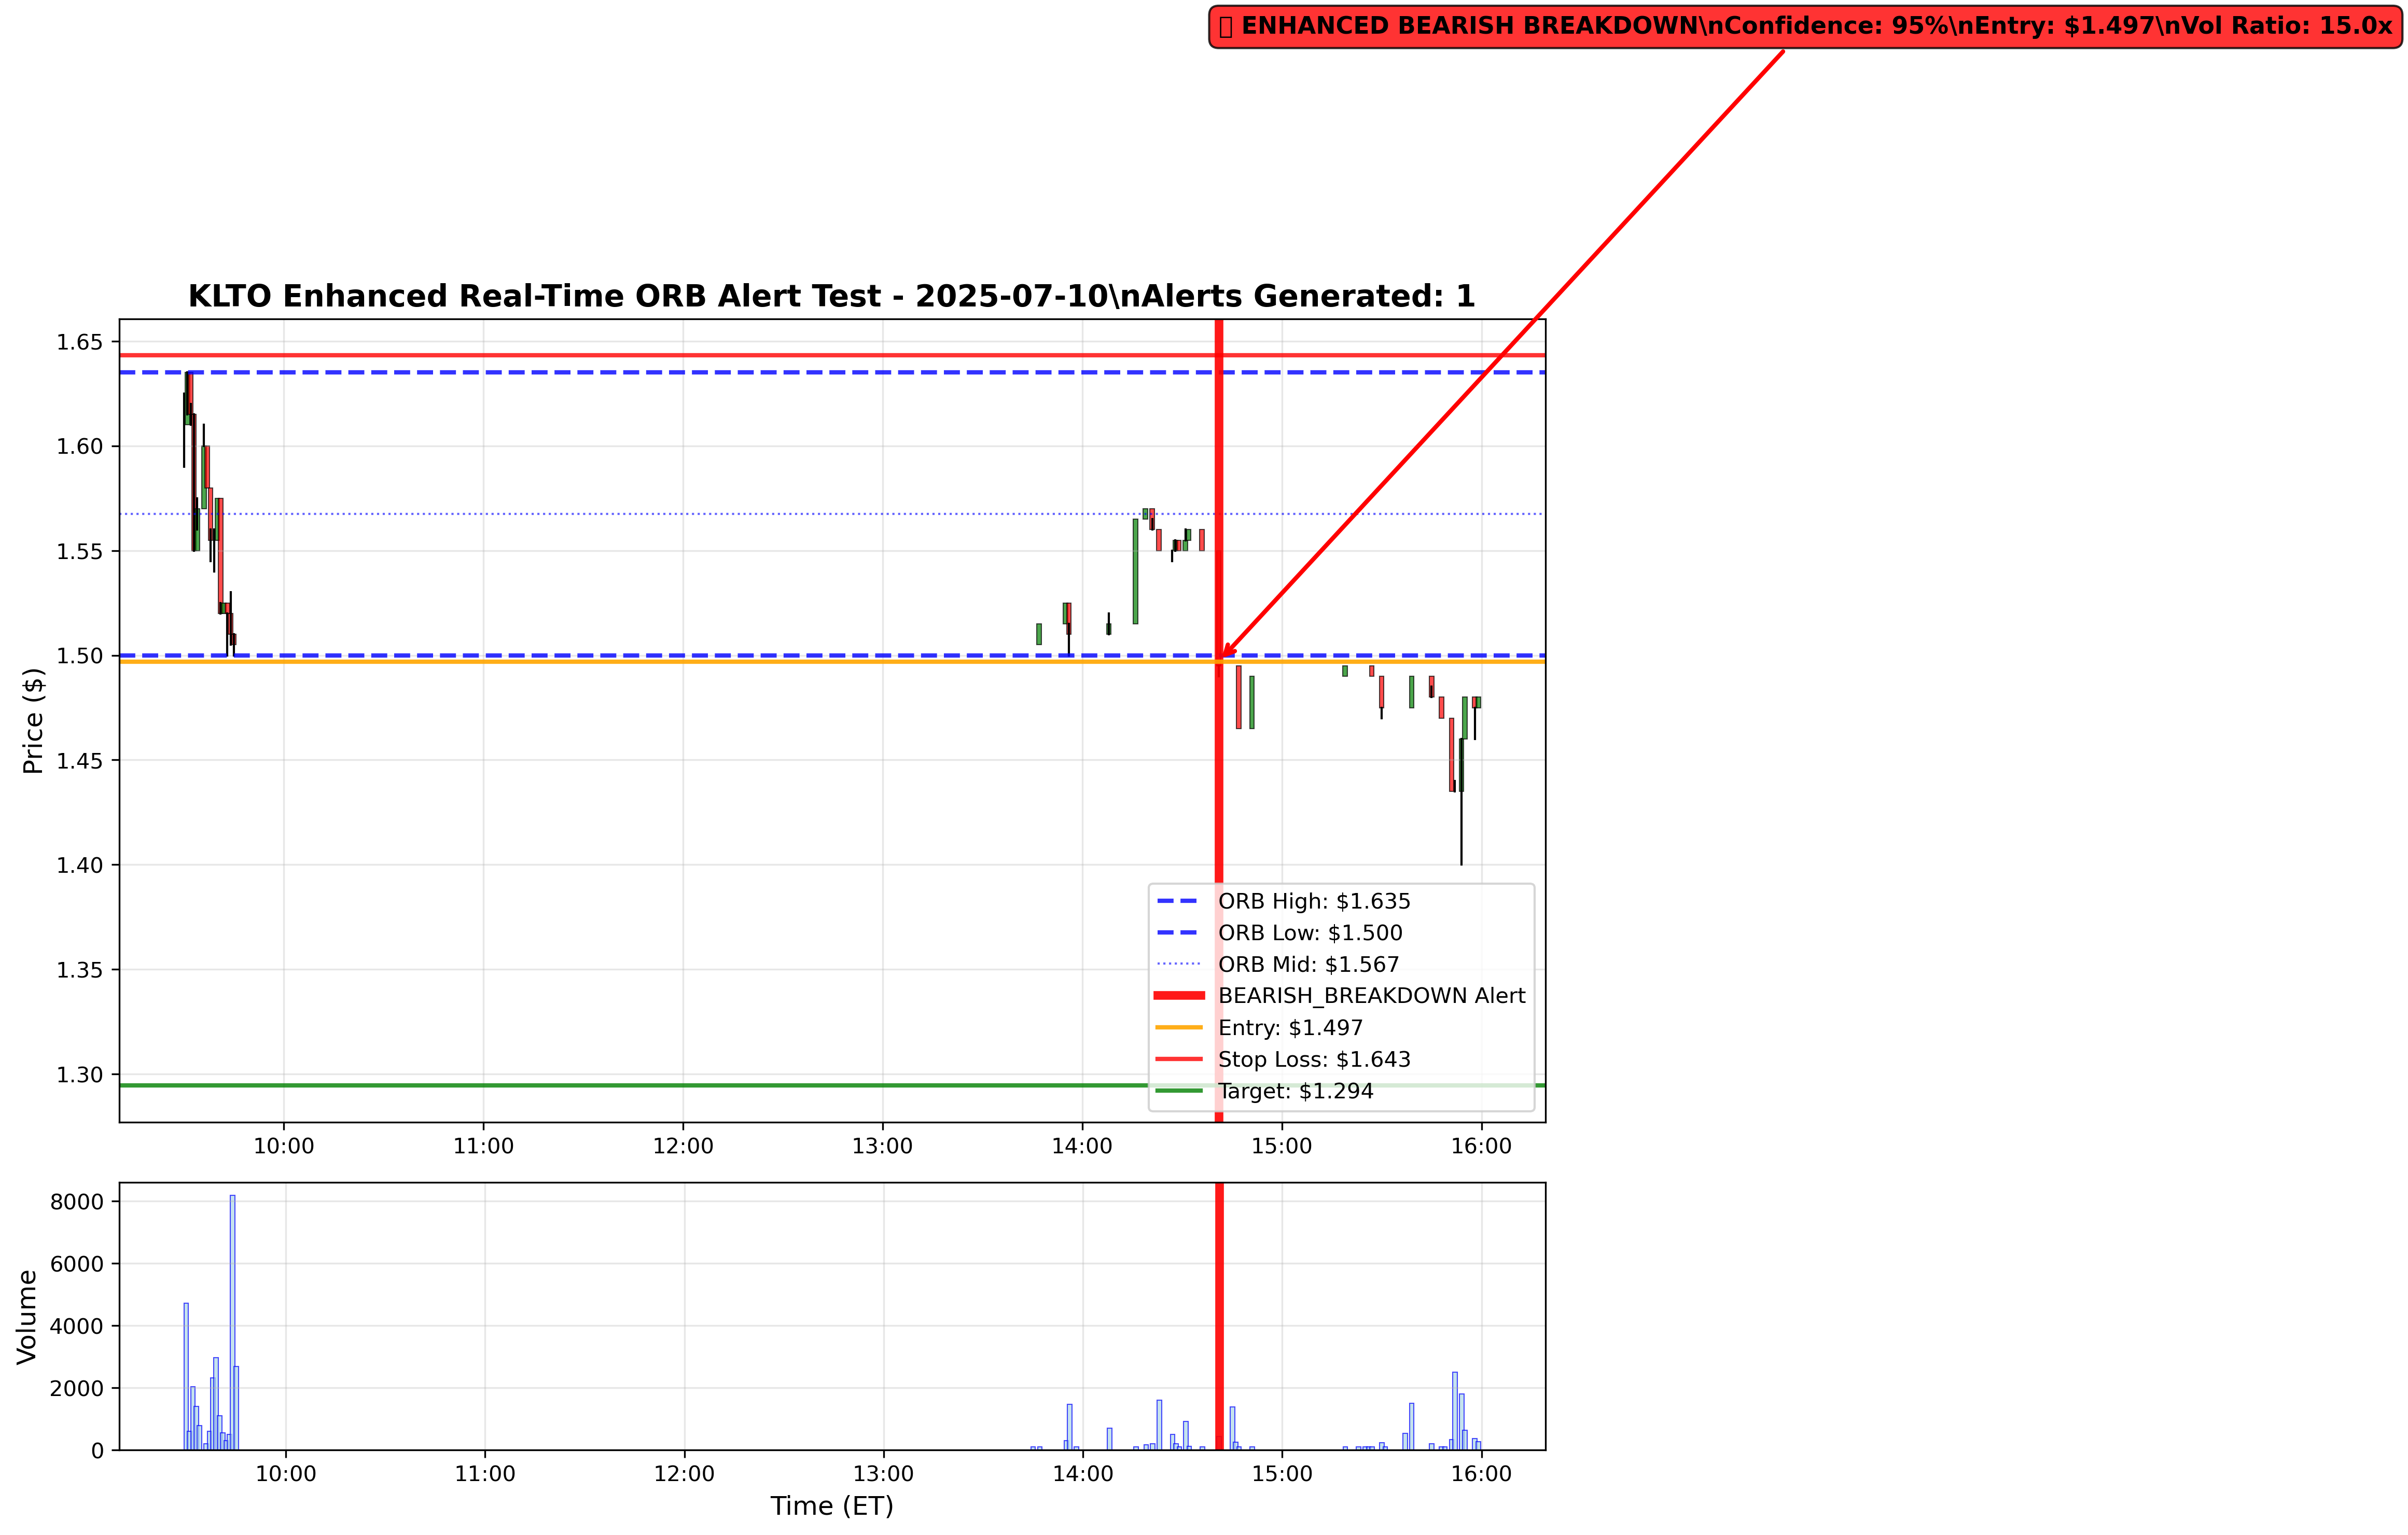 ▯ ENHANCED BEARISH BREAKDOWN\nConfidence: 95%\nEntry: $1.497\nVol Ratio: 15.0x
KLTO Enhanced Real-Time ORB Alert Test - 2025-07-10\nAlerts Generated: 1
Price ($)
1.65
1.60
1.55
1.50
1.45
1.40
1.35
1.30
ORB High: $1.635
ORB Low: $1.500
ORB Mid: $1.567
BEARISH_BREAKDOWN Alert
Entry: $1.497
Stop Loss: $1.643
Target: $1.294
10:00 11:00 12:00 13:00 14:00 15:00 16:00
Volume
8000
6000
4000
2000
0
10:00 11:00 12:00 13:00 14:00 15:00 16:00
Time (ET)